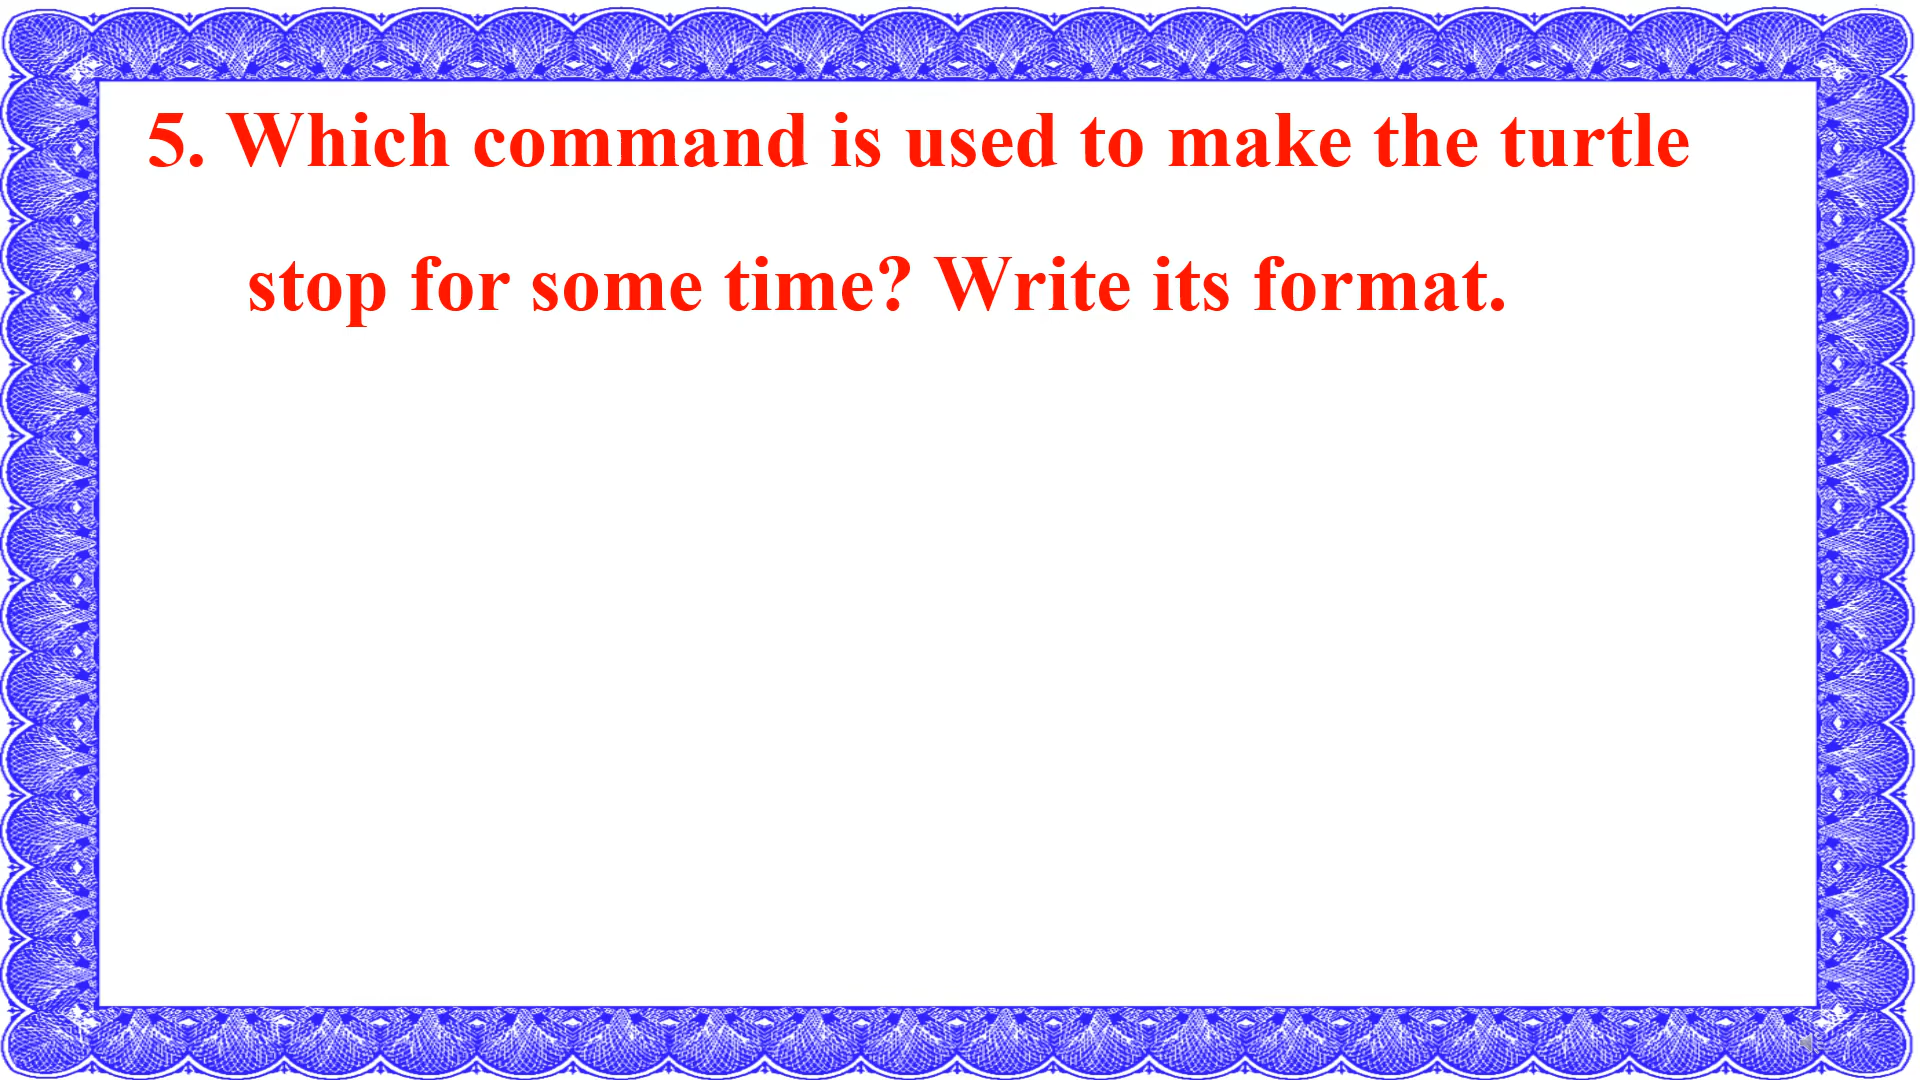 5. Which command is used to make the turtle
stop for some time? Write its format.